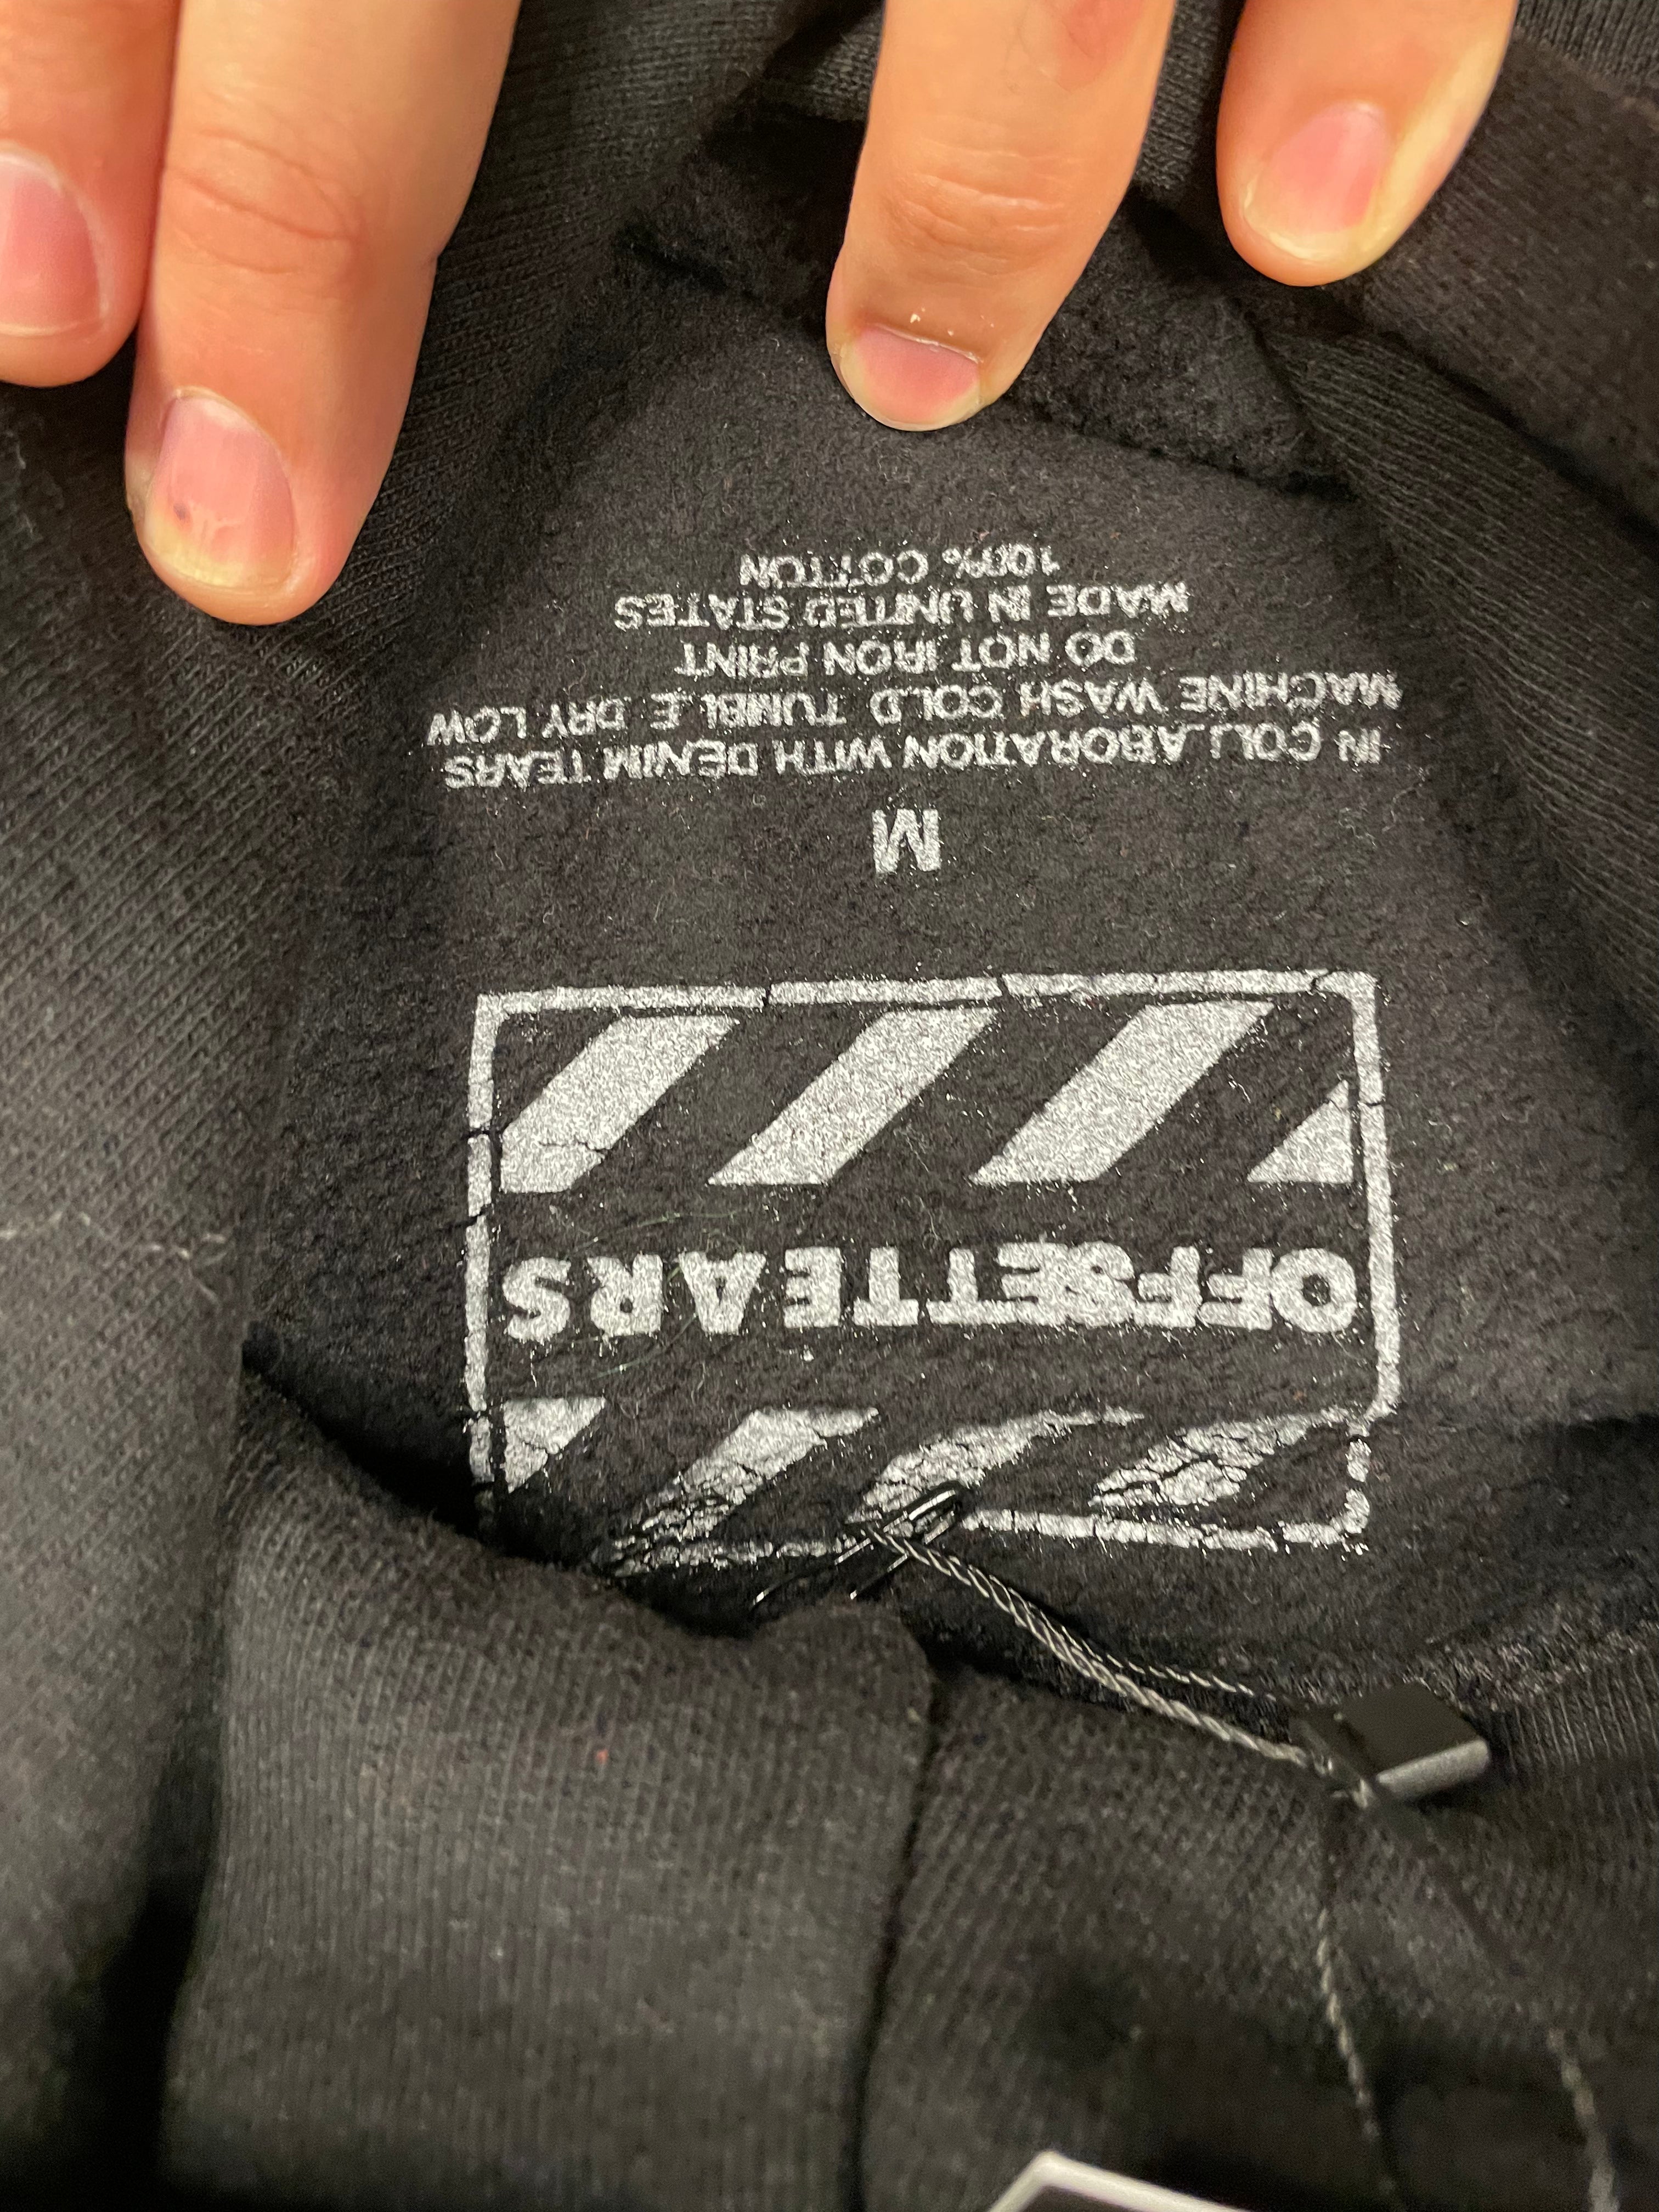 OFFSETTEARS
M
IN COLLABORATION WITH DENIM TEARS
MACHINE WASH COLD TUMBLE DRY LOW
DO NOT IRON PRINT
MADE IN UNITED STATES
100% COTTON